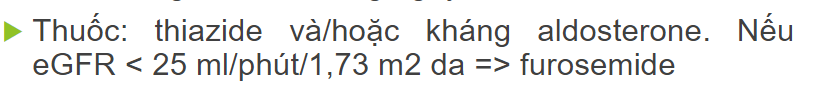 Thuốc: thiazide và/hoặc kháng aldosterone. Nếu
eGFR < 25 ml/phút/1,73 m2 da => furosemide